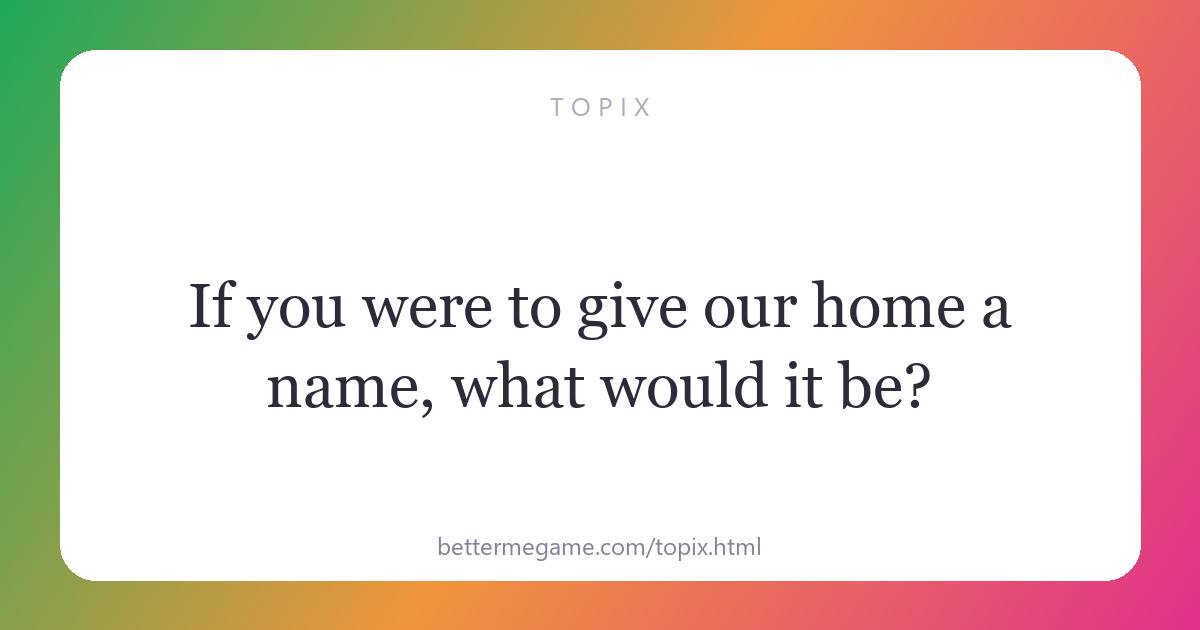 TOPIX
If you were to give our home a
name, what would it be?
bettermegame.com/topix.html